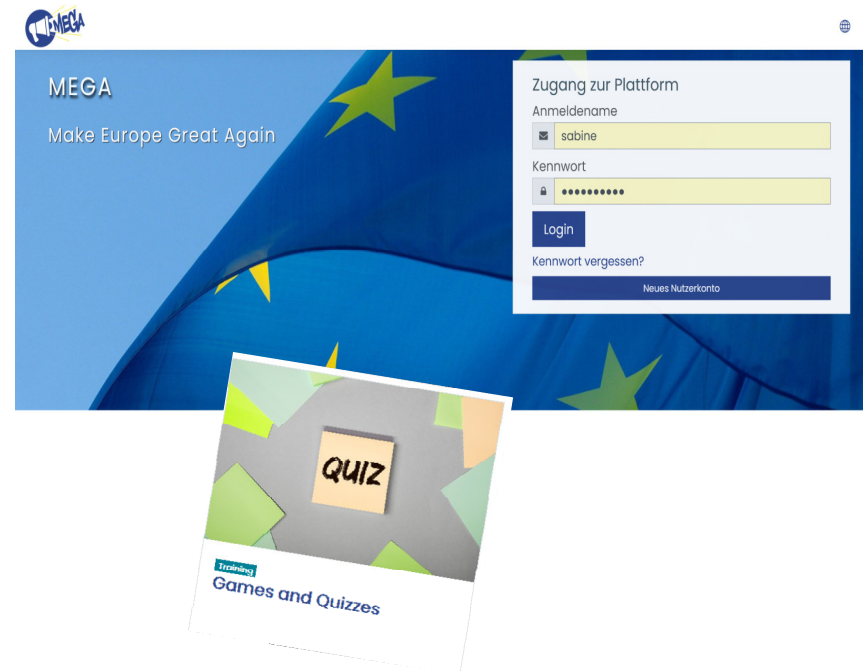 MEGA
MEGA
Make Europe Great Again
Zugang zur Plattform
Anmeldename
sabine
Kennwort
••••••••••
Login
Kennwort vergessen?
Neues Nutzerkonto
QUIZ
Training
Games and Quizzes